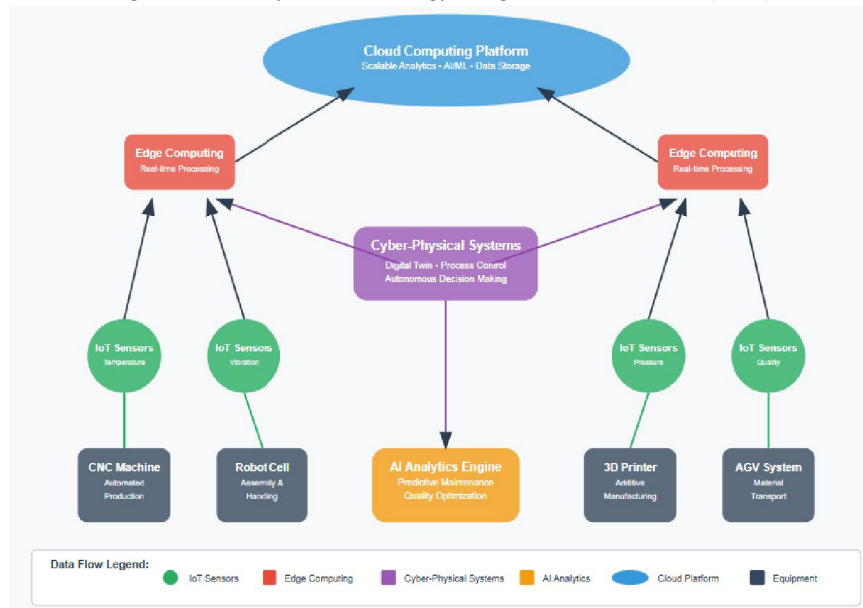 Cloud Computing Platform
Scalable Analytics • AI/ML • Data Storage
Edge Computing
Real-time Processing
Edge Computing
Real-time Processing
Cyber-Physical Systems
Digital Twin • Process Control
Autonomous Decision Making
IoT Sensors
Temperature
IoT Sensors
Vibration
IoT Sensors
Pressure
IoT Sensors
Quality
CNC Machine
Automated
Production
Robot Cell
Assembly &
Handing
AI Analytics Engine
Predictive Maintenance
Quality Optimization
3D Printer
Additive
Manufacturing
AGV System
Material
Transport
Data Flow Legend:
IoT Sensors
Edge Computing
Cyber-Physical Systems
AI Analytics
Cloud Platform
Equipment